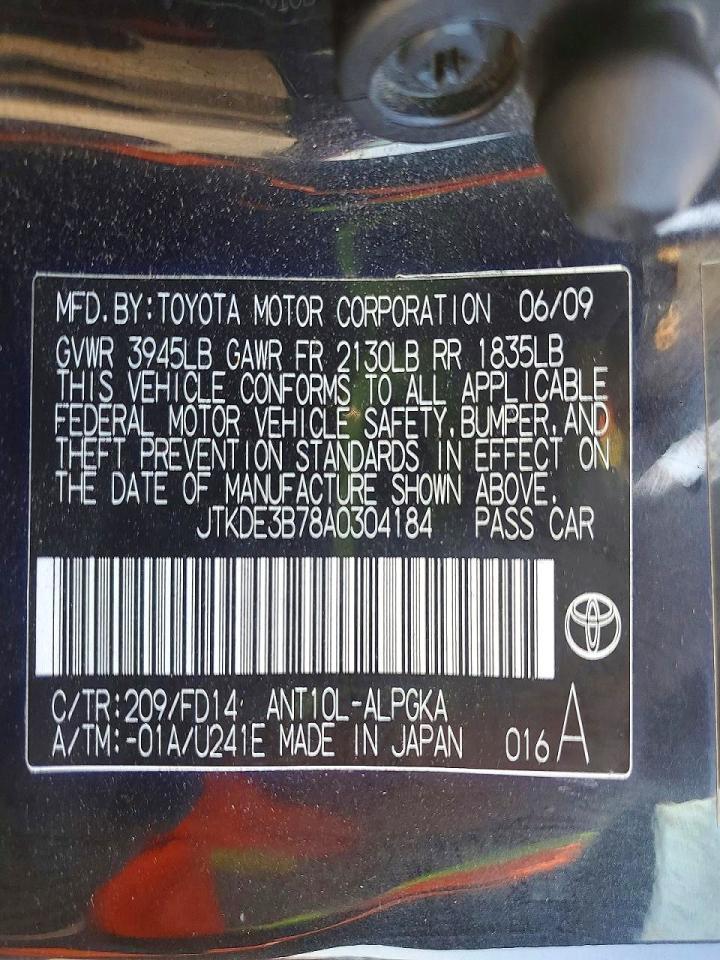 MFD.BY:TOYOTA MOTOR CORPORATION 06/09
GVWR 3945LB GAWR FR 2130LB RR 1835LB
THIS VEHICLE CONFORMS TO ALL APPLICABLE
FEDERAL MOTOR VEHICLE SAFETY,BUMPER,AND
THEFT PREVENTION STANDARDS IN EFFECT ON
THE DATE OF MANUFACTURE SHOWN ABOVE.
JTKDE3B78A0304184 PASS CAR
C/TR:209/FD14 ANT10L-ALPGKA
A/TM:-01A/U241E MADE IN JAPAN 016 A